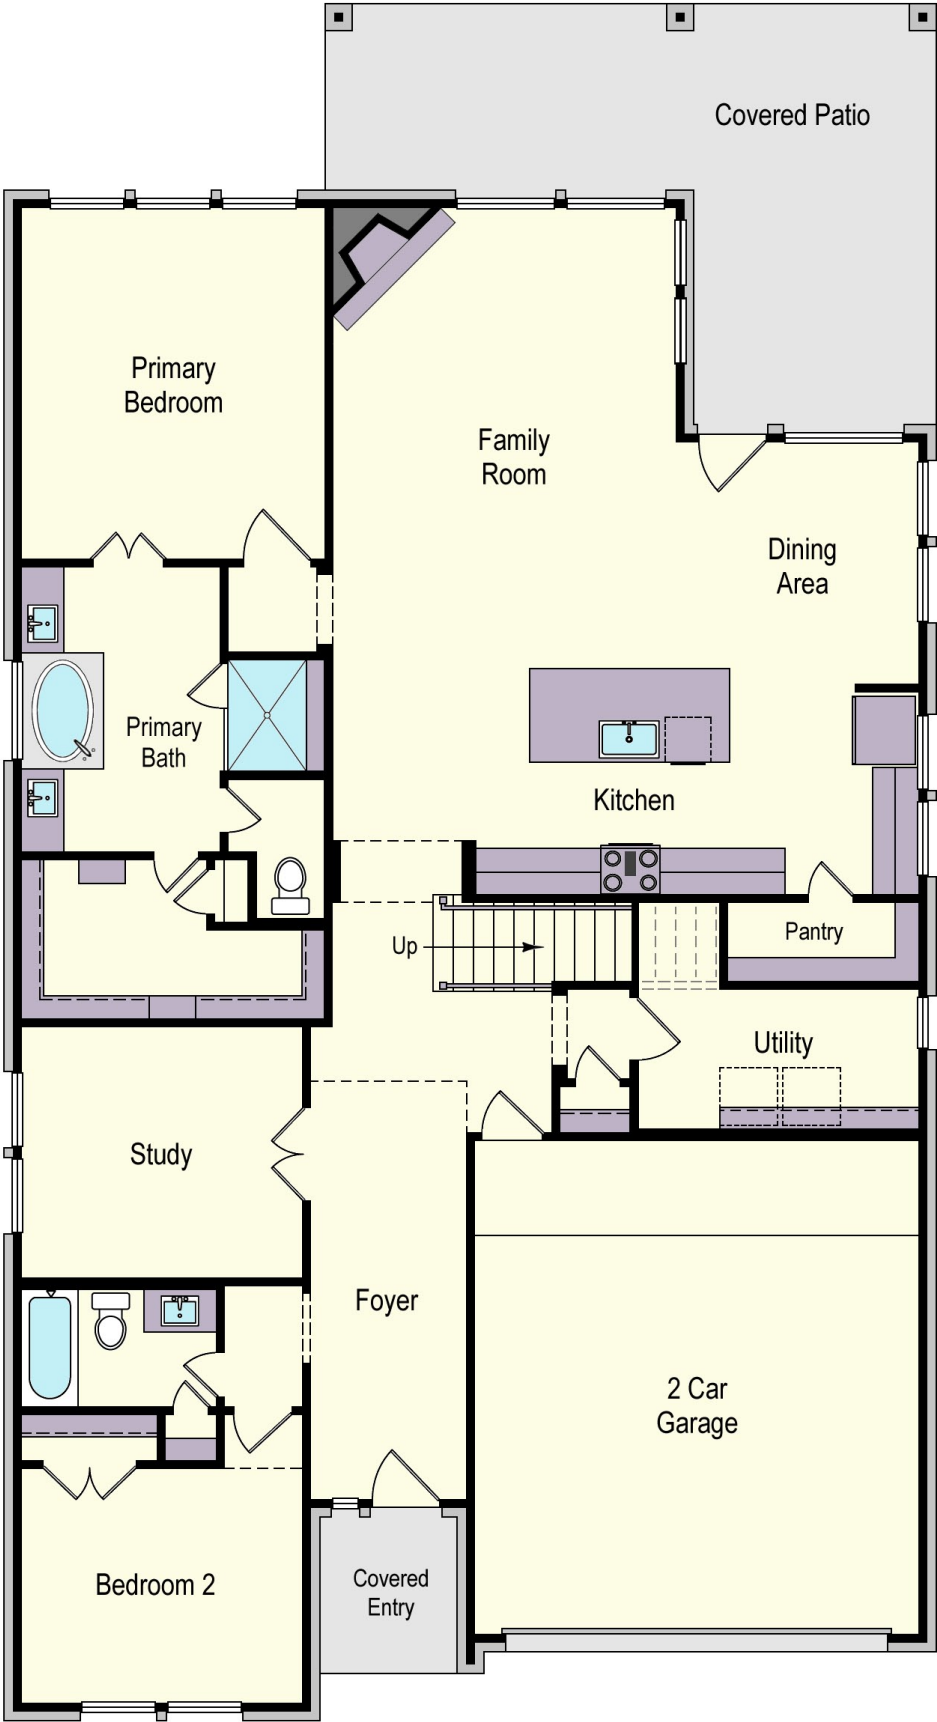 Covered Patio
Primary
Bedroom
Family
Room
Dining
Area
Primary
Bath
Kitchen
Pantry
Up
Utility
Study
Foyer
2 Car
Garage
Bedroom 2
Covered
Entry